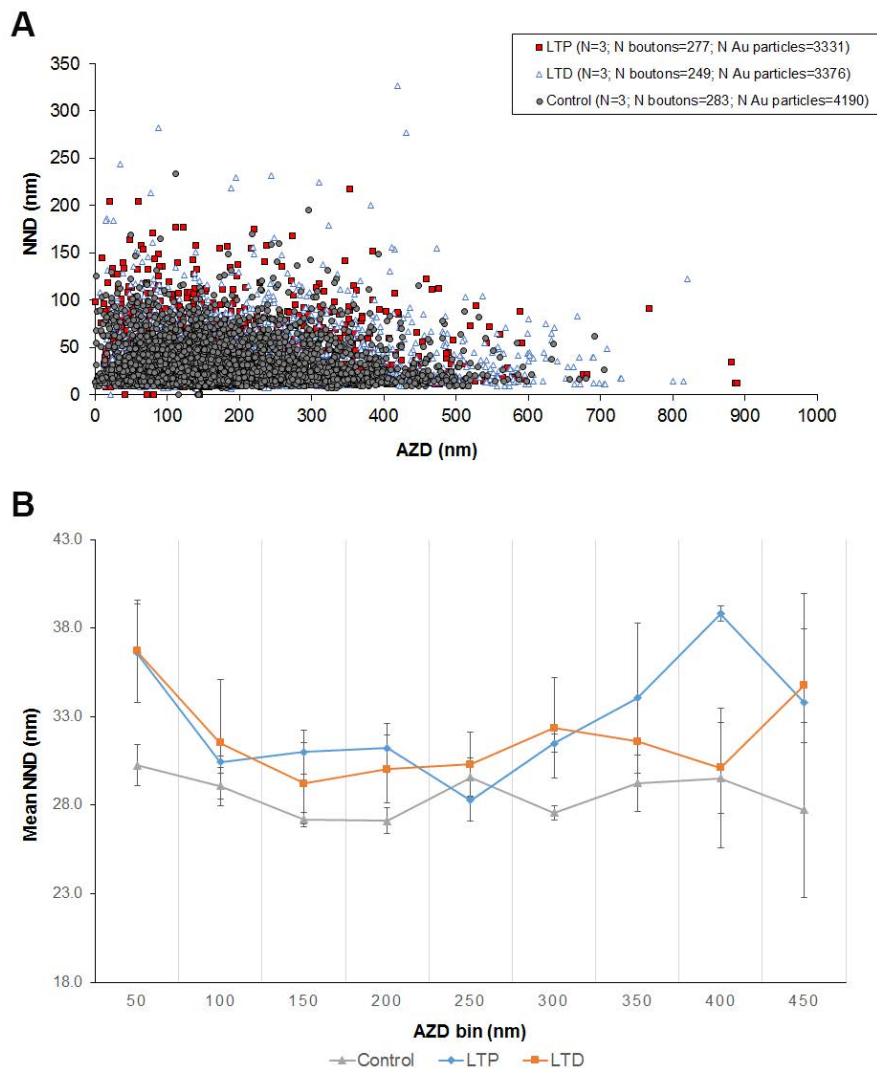 A
LTP (N=3; N boutons=277; N Au particles=3331)
LTD (N=3; N boutons=249; N Au particles=3376)
Control (N=3; N boutons=283; N Au particles=4190)
350
300
250
200
150
100
50
0
NND (nm)
0 100 200 300 400 500 600 700 800 900 1000
AZD (nm)
B
43.0
38.0
33.0
28.0
23.0
18.0
Mean NND (nm)
50 100 150 200 250 300 350 400 450
AZD bin (nm)
Control LTP LTD